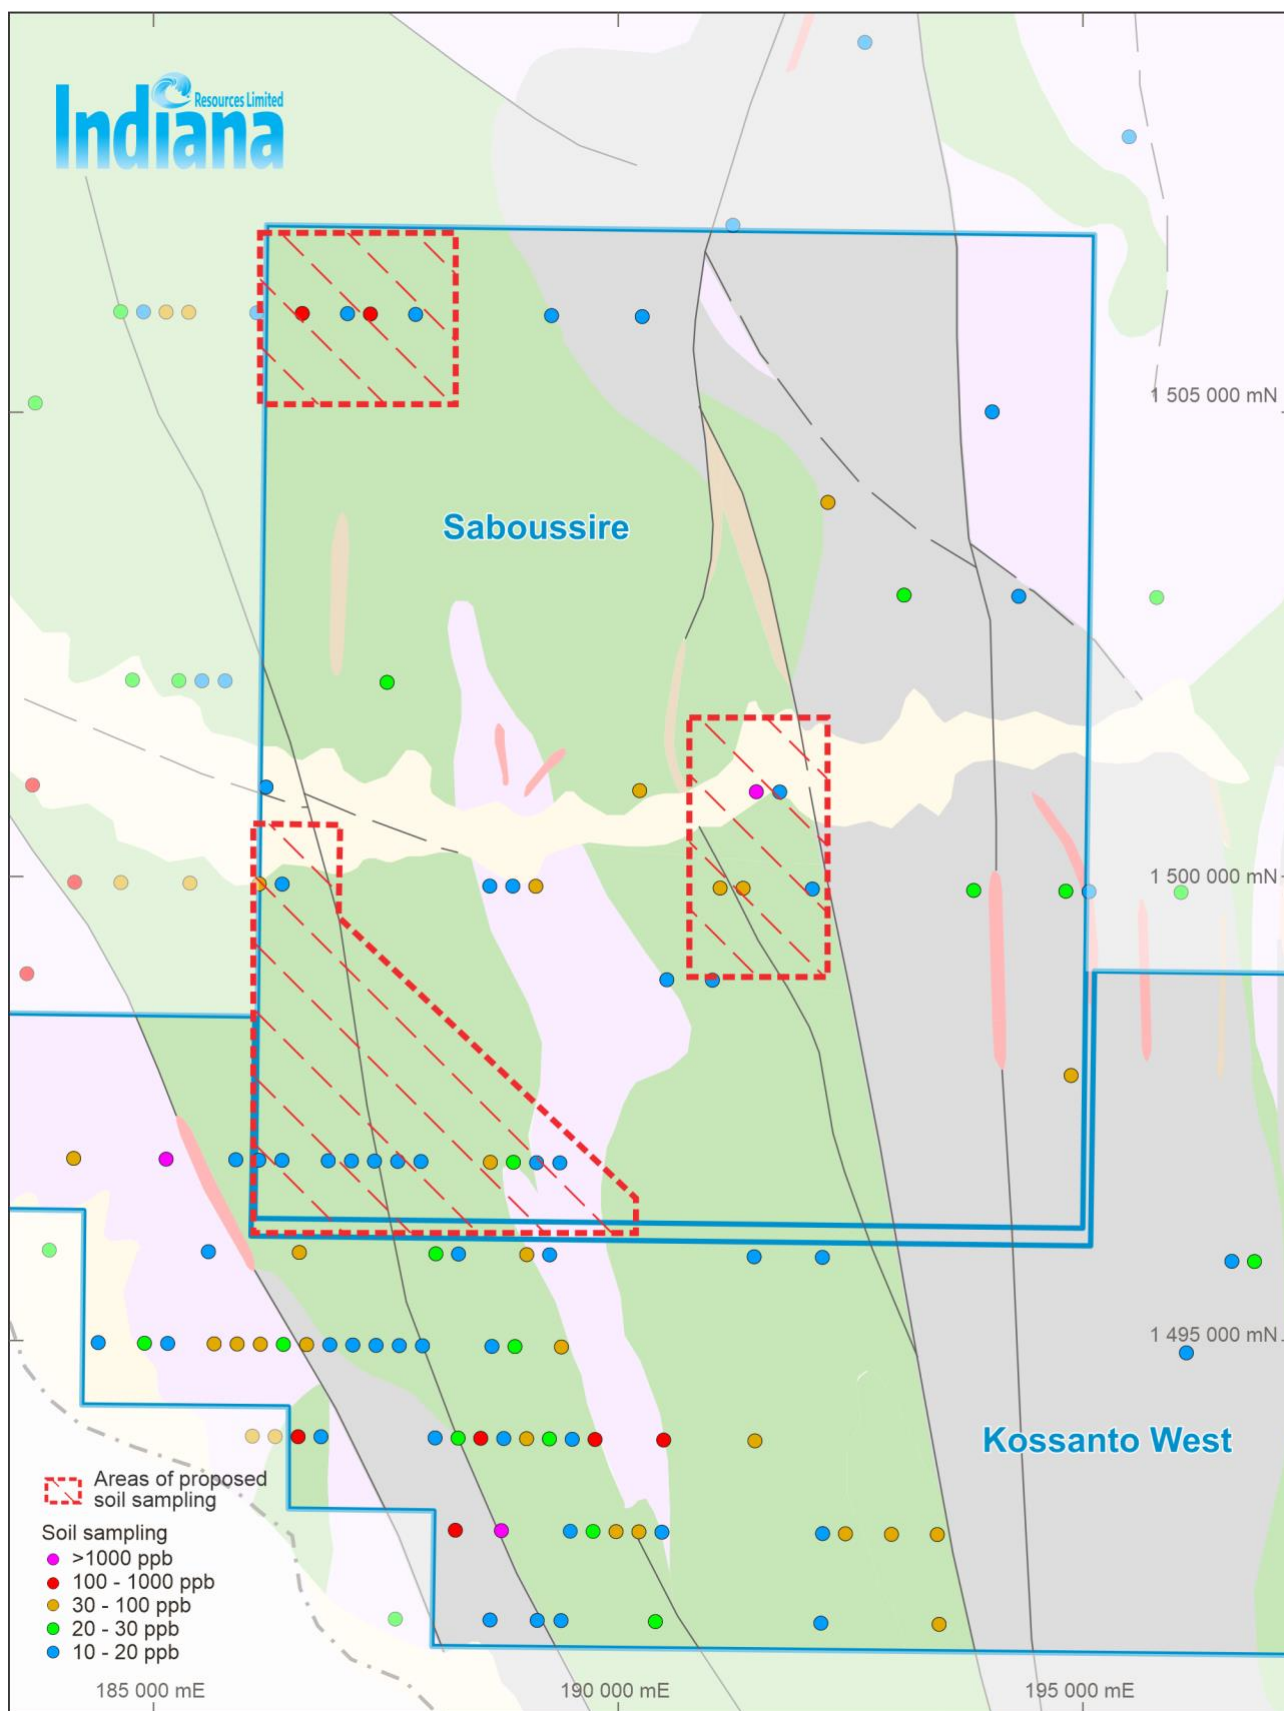 Indiana
Resources Limited
1 505 000 mN
Saboussire
1 500 000 mN
1 495 000 mN
Kossanto West
Areas of proposed
soil sampling
Soil sampling
>1000 ppb
100 - 1000 ppb
30 - 100 ppb
20 - 30 ppb
10 - 20 ppb
185 000 mE
190 000 mE
195 000 mE